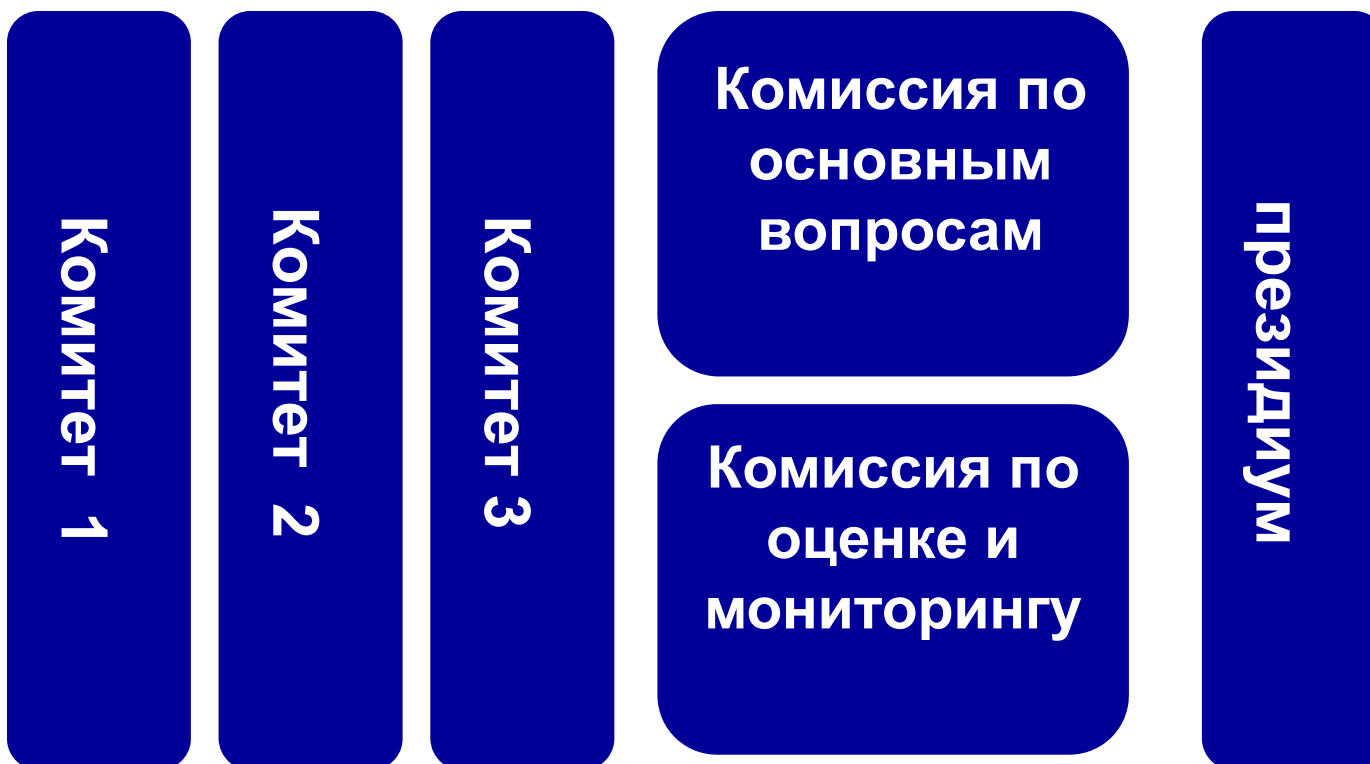 Комитет 1
Комитет 2
Комитет 3
Комиссия по
основным
вопросам
Комиссия по
оценке и
мониторингу
президиум